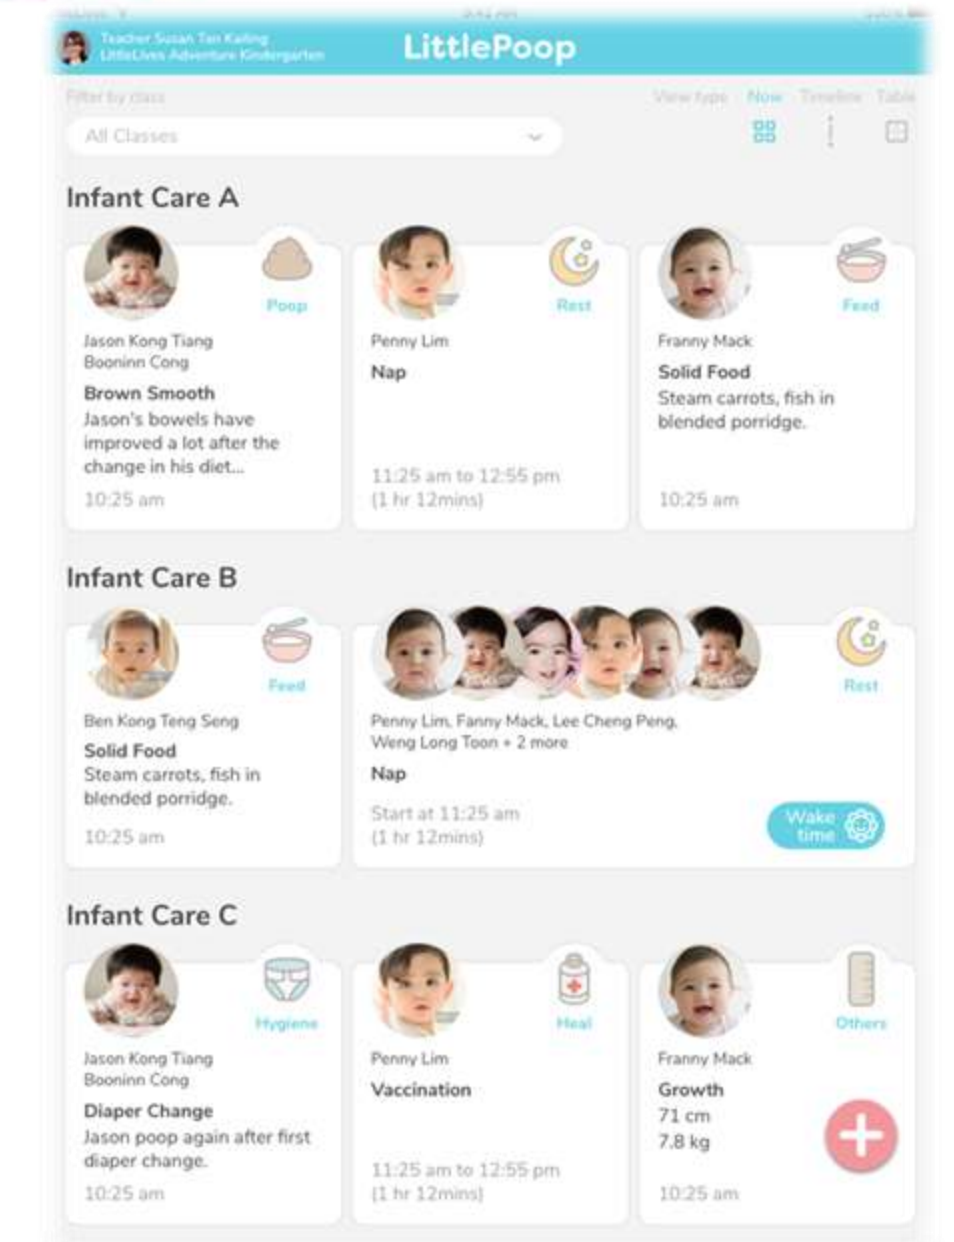 Teacher Susan Tan Kailing
LittleLives Adventure Kindergarten
LittlePoop
Filter by class
View type Now Timeline Table
All Classes
Infant Care A
Poop
Rest
Feed
Jason Kong Tiang
Booninn Cong
Brown Smooth
Jason's bowels have
improved a lot after the
change in his diet...
10:25 am
Penny Lim
Nap
11:25 am to 12:55 pm
(1 hr 12mins)
Franny Mack
Solid Food
Steam carrots, fish in
blended porridge.
10:25 am
Infant Care B
Feed
Rest
Ben Kong Teng Seng
Solid Food
Steam carrots, fish in
blended porridge.
10:25 am
Penny Lim, Fanny Mack, Lee Cheng Peng,
Weng Long Toon + 2 more
Nap
Start at 11:25 am
(1 hr 12mins)
Wake
time
Infant Care C
Hygiene
Heal
Others
Jason Kong Tiang
Booninn Cong
Diaper Change
Jason poop again after first
diaper change.
10:25 am
Penny Lim
Vaccination
11:25 am to 12:55 pm
(1 hr 12mins)
Franny Mack
Growth
71 cm
7.8 kg
10:25 am